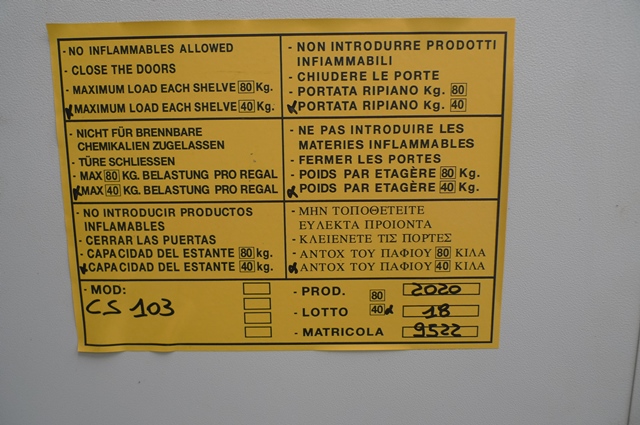 - NO INFLAMMABLES ALLOWED
- CLOSE THE DOORS
- MAXIMUM LOAD EACH SHELVE 80 Kg.
x MAXIMUM LOAD EACH SHELVE 40 Kg.
- NON INTRODURRE PRODOTTI
INFIAMMABILI
- CHIUDERE LE PORTE
- PORTATA RIPIANO Kg. 80
x PORTATA RIPIANO Kg. 40
- NICHT FÜR BRENNBARE
CHEMIKALIEN ZUGELASSEN
- TÜRE SCHLIESSEN
- MAX 80 KG. BELASTUNG PRO REGAL
x MAX 40 KG. BELASTUNG PRO REGAL
- NE PAS INTRODUIRE LES
MATERIES INFLAMMABLES
- FERMER LES PORTES
- POIDS PAR ETAGÈRE 80 Kg.
x POIDS PAR ETAGÈRE 40 Kg.
- NO INTRODUCIR PRODUCTOS
INFLAMABLES
- CERRAR LAS PUERTAS
- CAPACIDAD DEL ESTANTE 80 kg.
x CAPACIDAD DEL ESTANTE 40 kg.
- ΜΗΝ ΤΟΠΟΘΕΤΕΙΤΕ
ΕΥΛΕΚΤΑ ΠΡΟΙΟΝΤΑ
- ΚΛΕΙΕΝΕΤΕ ΤΙΣ ΠΟΡΤΕΣ
- ΑΝΤΟΧ ΤΟΥ ΠΑΦΙΟΥ 80 ΚΙΛΑ
x ΑΝΤΟΧ ΤΟΥ ΠΑΦΙΟΥ 40 ΚΙΛΑ
- MOD:
CS 103
- PROD. 80 2020
- LOTTO 40 x 18
- MATRICOLA 9522